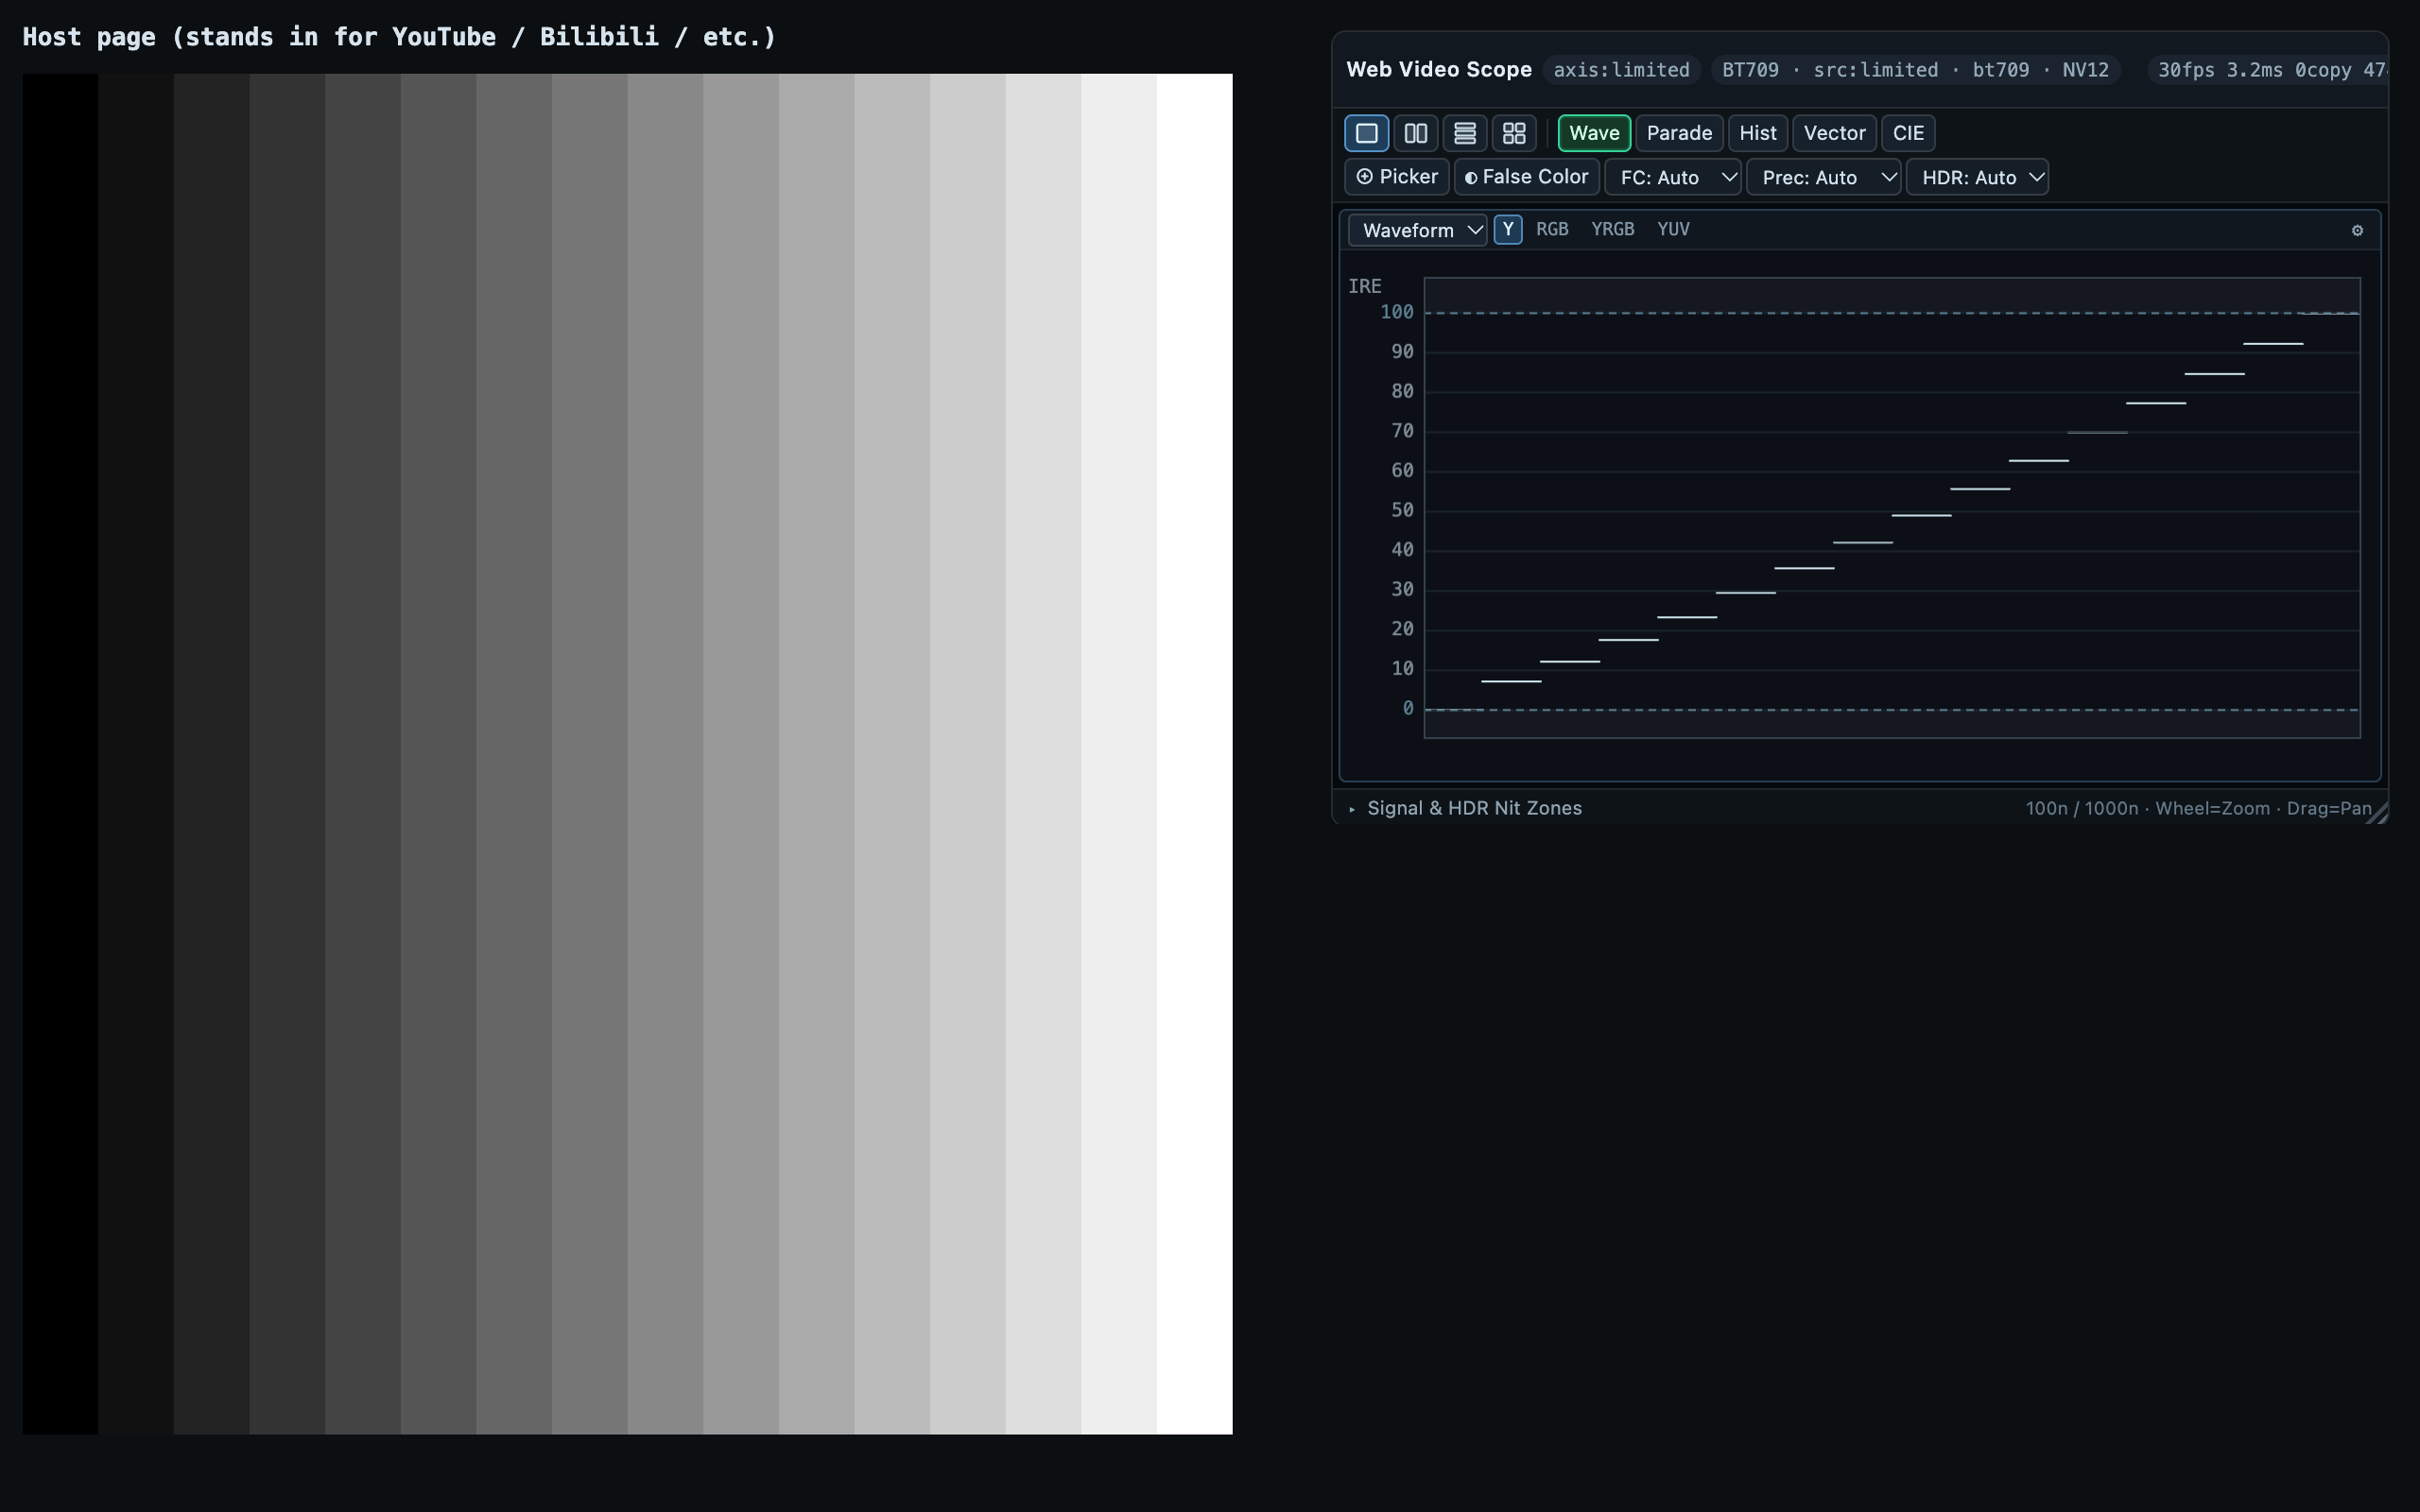 Host page (stands in for YouTube / Bilibili / etc.)
Web Video Scope axis:limited BT709 · src:limited · bt709 · NV12 30fps 3.2ms 0copy 47
Wave Parade Hist Vector CIE
Picker False Color FC: Auto Prec: Auto HDR: Auto
Waveform Y RGB YRGB YUV
IRE
100
90
80
70
60
50
40
30
20
10
0
Signal & HDR Nit Zones 100n / 1000n · Wheel=Zoom · Drag=Pan